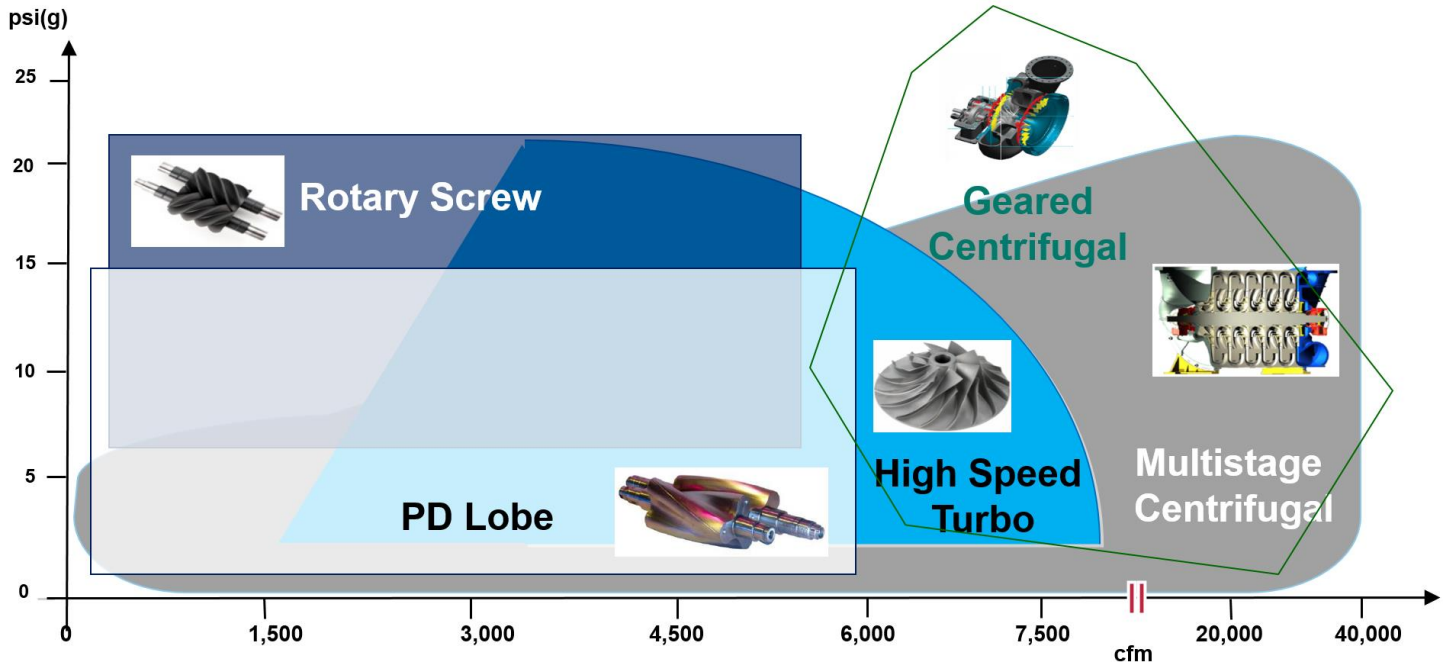 psi(g)
25
20
15
10
5
0
Rotary Screw
Geared
Centrifugal
PD Lobe
High Speed
Turbo
Multistage
Centrifugal
0
1,500
3,000
4,500
6,000
7,500
20,000
40,000
cfm